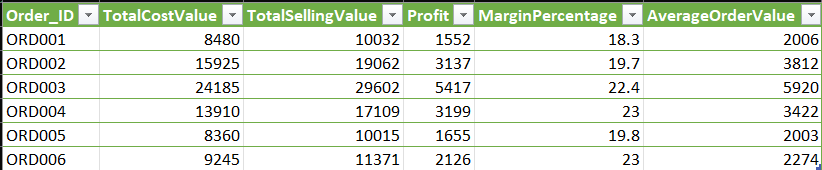 Order_ID TotalCostValue TotalSellingValue Profit MarginPercentage AverageOrderValue
ORD001 8480 10032 1552 18.3 2006
ORD002 15925 19062 3137 19.7 3812
ORD003 24185 29602 5417 22.4 5920
ORD004 13910 17109 3199 23 3422
ORD005 8360 10015 1655 19.8 2003
ORD006 9245 11371 2126 23 2274